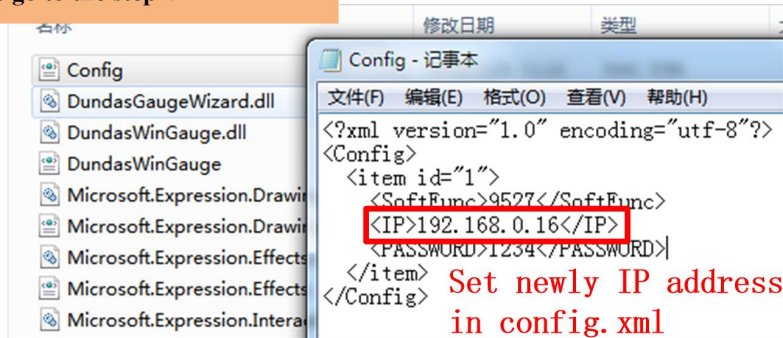 名称
修改日期
类型
Config
DundasGaugeWizard.dll
DundasWinGauge.dll
DundasWinGauge
Microsoft.Expression.Drawin
Microsoft.Expression.Drawin
Microsoft.Expression.Effects
Microsoft.Expression.Effects
Microsoft.Expression.Intera
Config - 记事本
文件(F) 编辑(E) 格式(O) 查看(V) 帮助(H)
<?xml version="1.0" encoding="utf-8"?>
<Config>
<item id="1">
<SoftFunc>9527</SoftFunc>
<IP>192.168.0.16</IP>
<PASSWORD>1234</PASSWORD>
</item>
</Config>
Set newly IP address
in config.xml